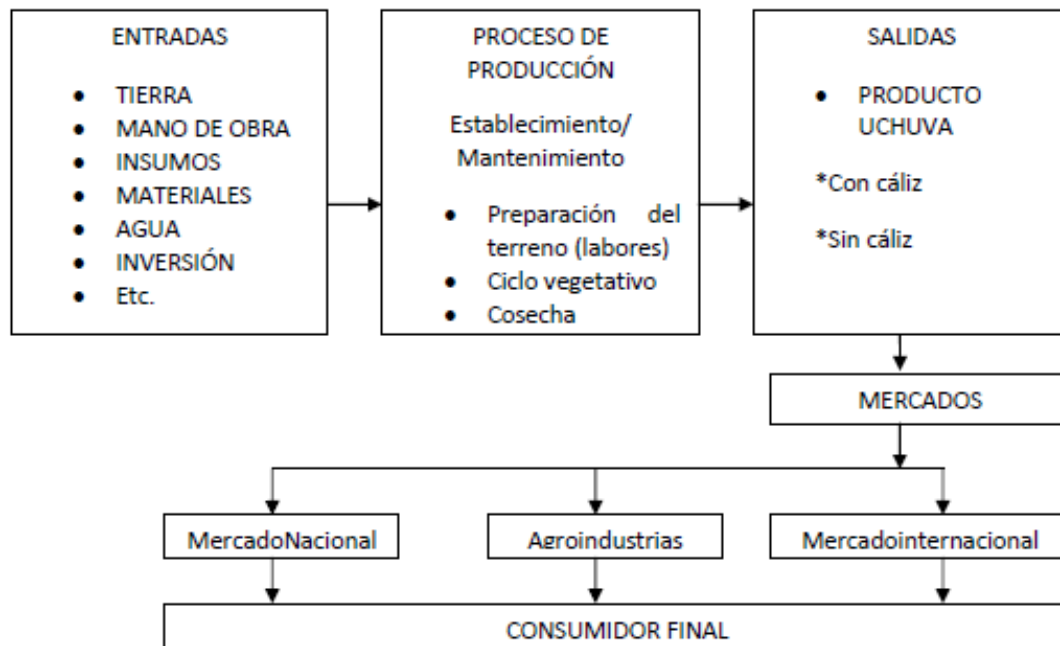 ENTRADAS
• TIERRA
• MANO DE OBRA
• INSUMOS
• MATERIALES
• AGUA
• INVERSIÓN
• Etc.
PROCESO DE
PRODUCCIÓN
Establecimiento/
Mantenimiento
• Preparación del
terreno (labores)
• Ciclo vegetativo
• Cosecha
SALIDAS
• PRODUCTO
UCHUVA
*Con cáliz
*Sin cáliz
MERCADOS
MercadoNacional
Agroindustrias
Mercadointernacional
CONSUMIDOR FINAL